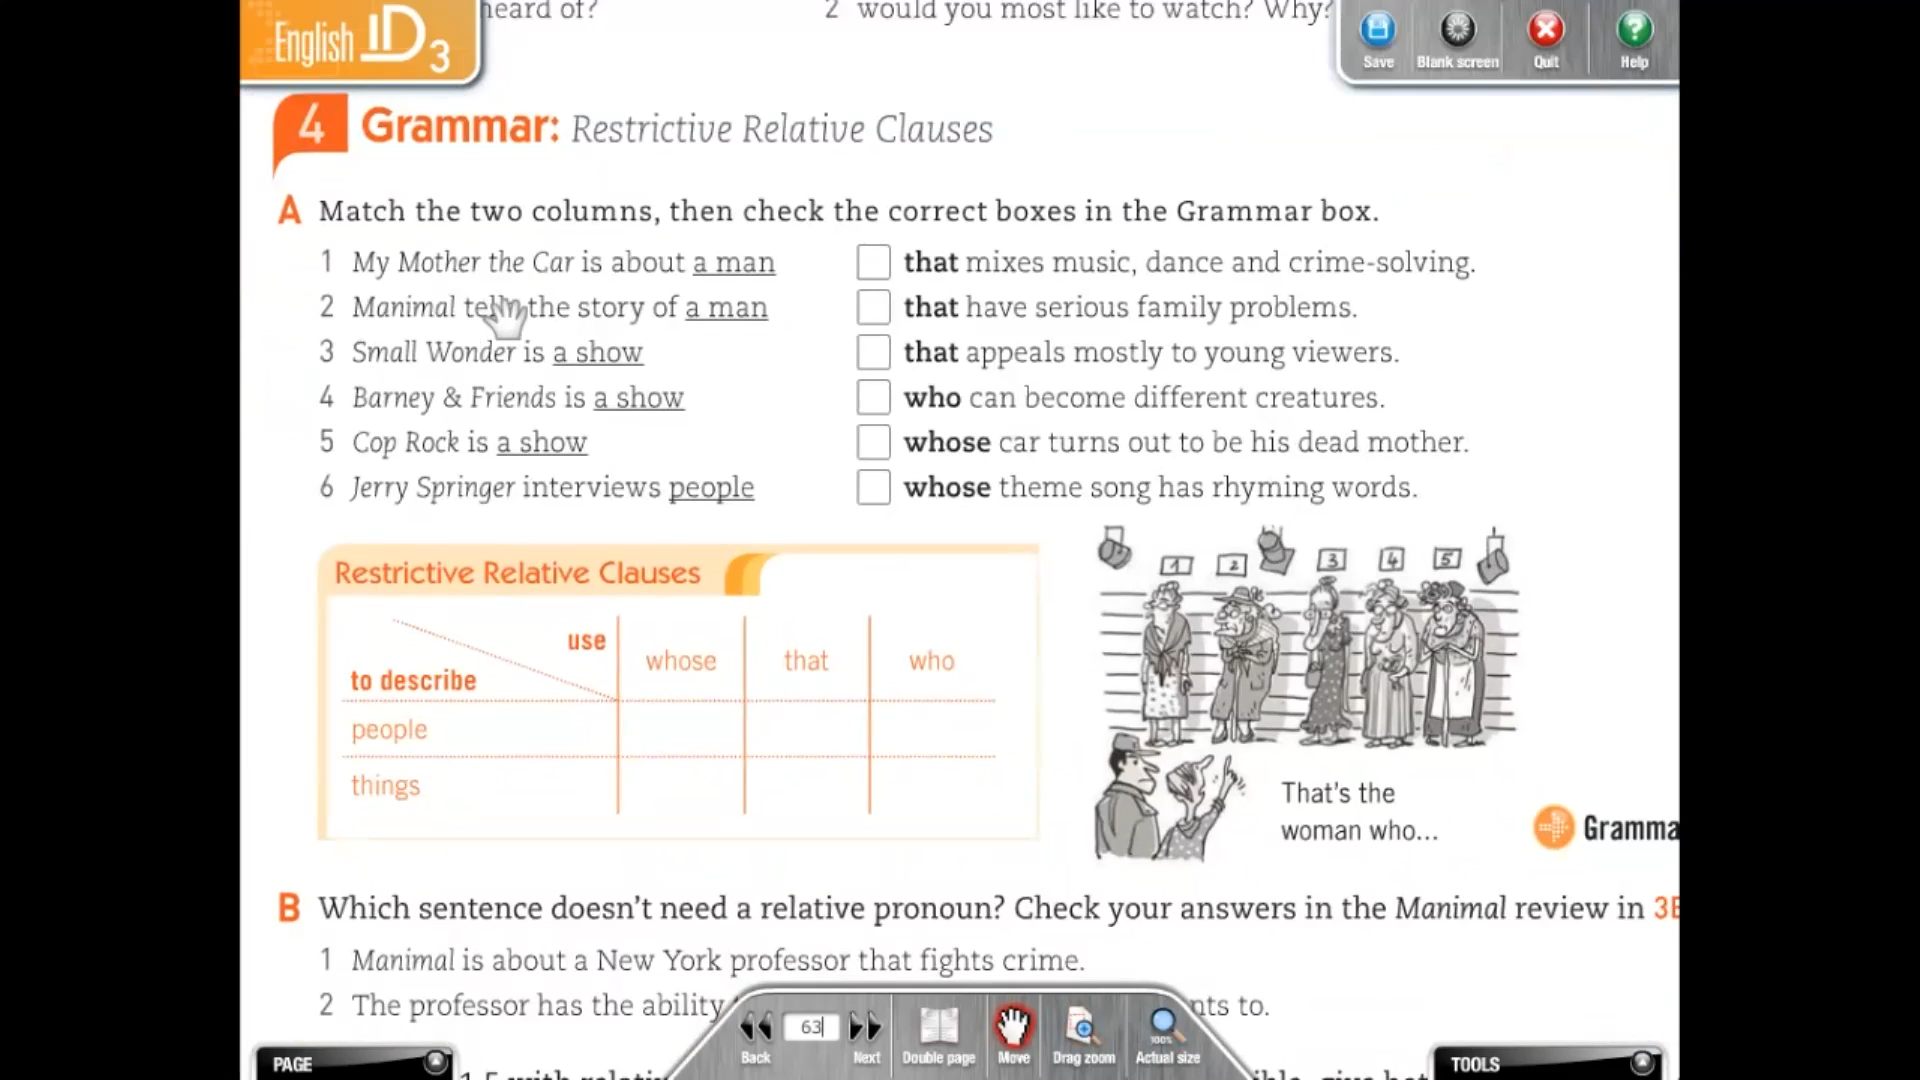 heard of?
2 would you most like to watch? Why?
English ID 3
Save Blank screen Quit Help
4 Grammar: Restrictive Relative Clauses
A Match the two columns, then check the correct boxes in the Grammar box.
1 My Mother the Car is about a man
that mixes music, dance and crime-solving.
2 Manimal tells the story of a man
that have serious family problems.
3 Small Wonder is a show
that appeals mostly to young viewers.
4 Barney & Friends is a show
who can become different creatures.
5 Cop Rock is a show
whose car turns out to be his dead mother.
6 Jerry Springer interviews people
whose theme song has rhyming words.
Restrictive Relative Clauses
use
to describe
whose that who
people
things
1 2 3 4 5
That's the
woman who...
Gramma
B Which sentence doesn't need a relative pronoun? Check your answers in the Manimal review in 3
1 Manimal is about a New York professor that fights crime.
2 The professor has the ability
nts to.
63
Back Next Double page Move Drag zoom 100% Actual size
PAGE
TOOLS
1-5 with